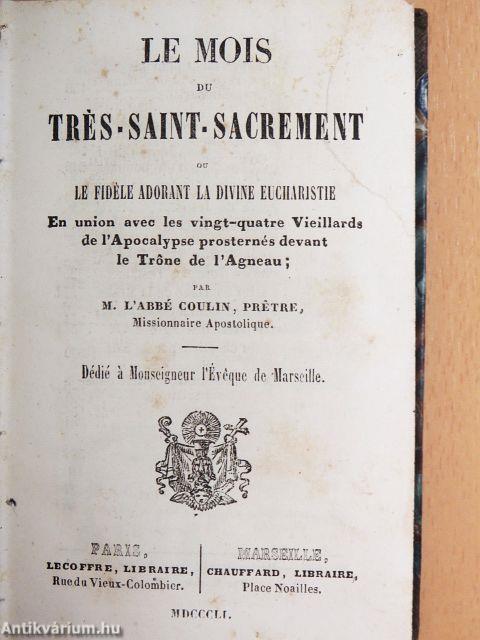 LE MOIS
DU
TRÈS-SAINT-SACREMENT
OU
LE FIDÈLE ADORANT LA DIVINE EUCHARISTIE
En union avec les vingt-quatre Vieillards
de l'Apocalypse prosternés devant
le Trône de l'Agneau;
PAR
M. L'ABBÉ COULIN, PRÊTRE,
Missionnaire Apostolique.
Dédié à Monseigneur l'Evêque de Marseille.
PARIS,
LECOFFRE, LIBRAIRE,
Rue du Vieux-Colombier.
MARSEILLE,
CHAUFFARD, LIBRAIRE,
Place Noailles.
MDCCCLI.
Antikvárium.hu